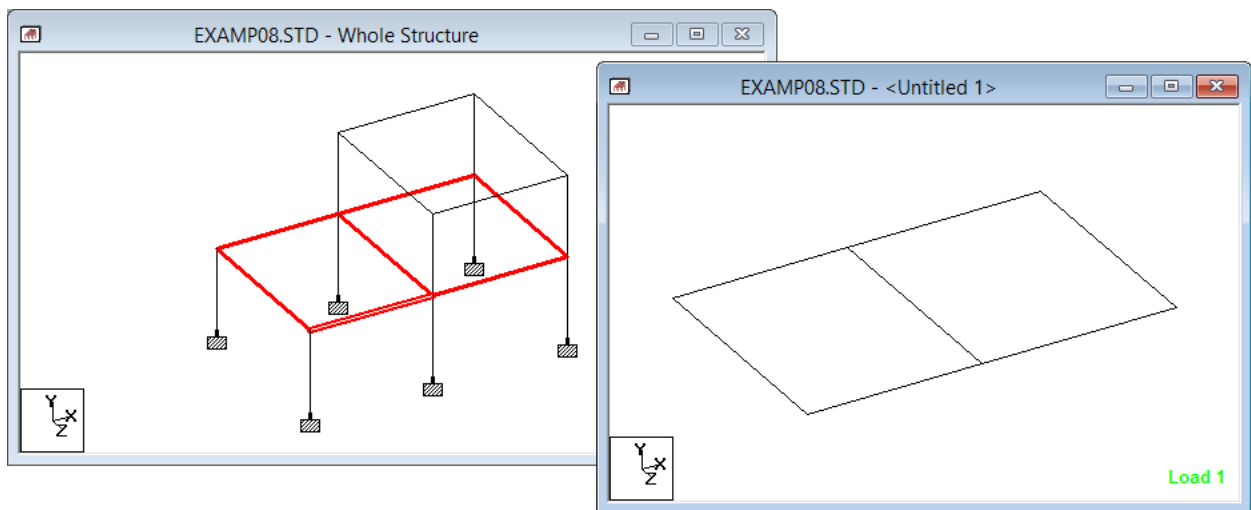 EXAMP08.STD - Whole Structure
EXAMP08.STD - <Untitled 1>
Y
X
Z
Y
X
Z
Load 1